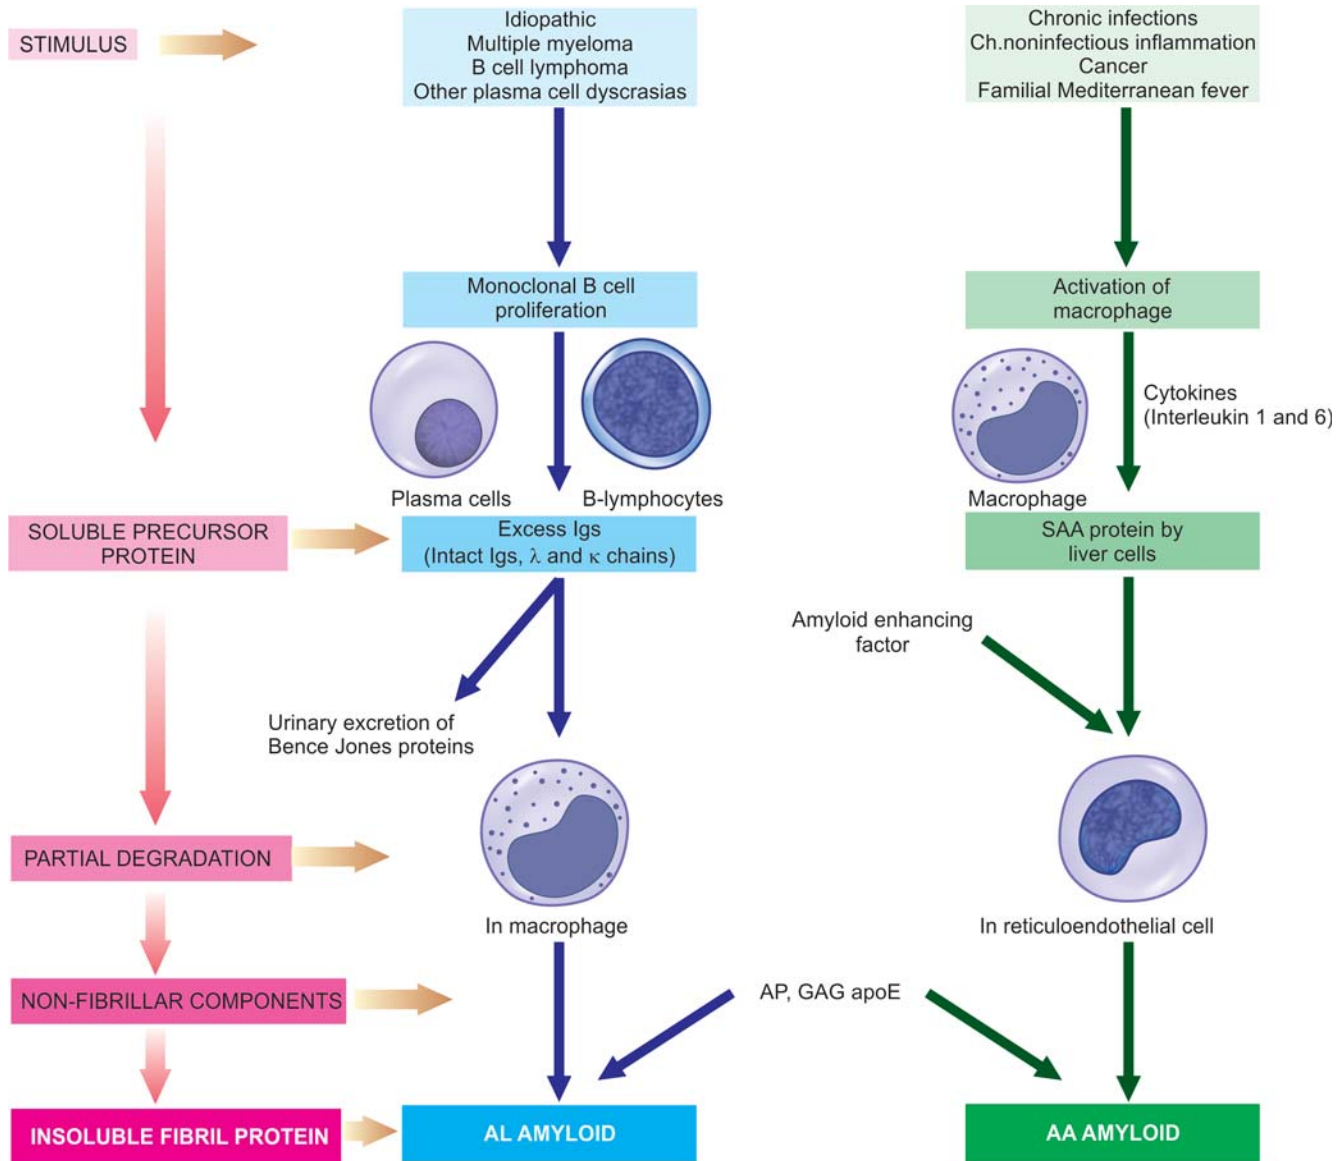 STIMULUS
Idiopathic
Multiple myeloma
B cell lymphoma
Other plasma cell dyscrasias
Chronic infections
Ch.noninfectious inflammation
Cancer
Familial Mediterranean fever
Monoclonal B cell
proliferation
Activation of
macrophage
Cytokines
(Interleukin 1 and 6)
Plasma cells
B-lymphocytes
Macrophage
SOLUBLE PRECURSOR
PROTEIN
Excess Igs
(Intact Igs, λ and κ chains)
SAA protein by
liver cells
Amyloid enhancing
factor
Urinary excretion of
Bence Jones proteins
PARTIAL DEGRADATION
In macrophage
In reticuloendothelial cell
NON-FIBRILLAR COMPONENTS
AP, GAG apoE
INSOLUBLE FIBRIL PROTEIN
AL AMYLOID
AA AMYLOID